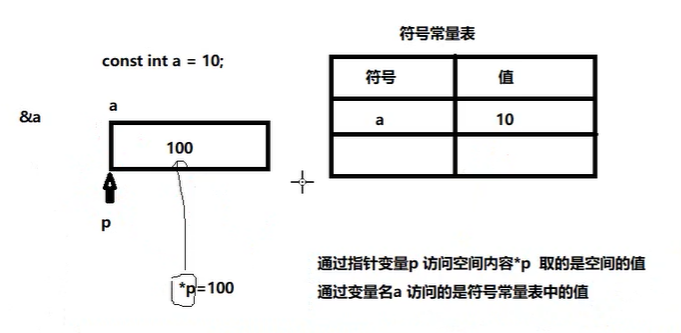 符号常量表
const int a = 10;
符号 值
&a
a
a 10
100
p
*p=100
通过指针变量p 访问空间内容*p 取的是空间的值
通过变量名a 访问的是符号常量表中的值